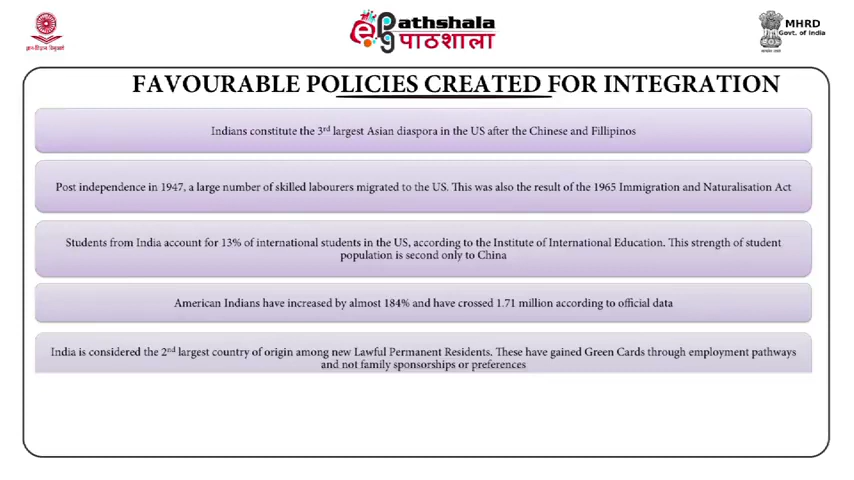 Pathshala
पाठशाला
MHRD
Govt. of India
FAVOURABLE POLICIES CREATED FOR INTEGRATION
Indians constitute the 3rd largest Asian diaspora in the US after the Chinese and Fillipinos
Post independence in 1947, a large number of skilled labourers migrated to the US. This was also the result of the 1965 Immigration and Naturalisation Act
Students from India account for 13% of international students in the US, according to the Institute of International Education. This strength of student
population is second only to China
American Indians have increased by almost 184% and have crossed 1.71 million according to official data
India is considered the 2nd largest country of origin among new Lawful Permanent Residents. These have gained Green Cards through employment pathways
and not family sponsorships or preferences